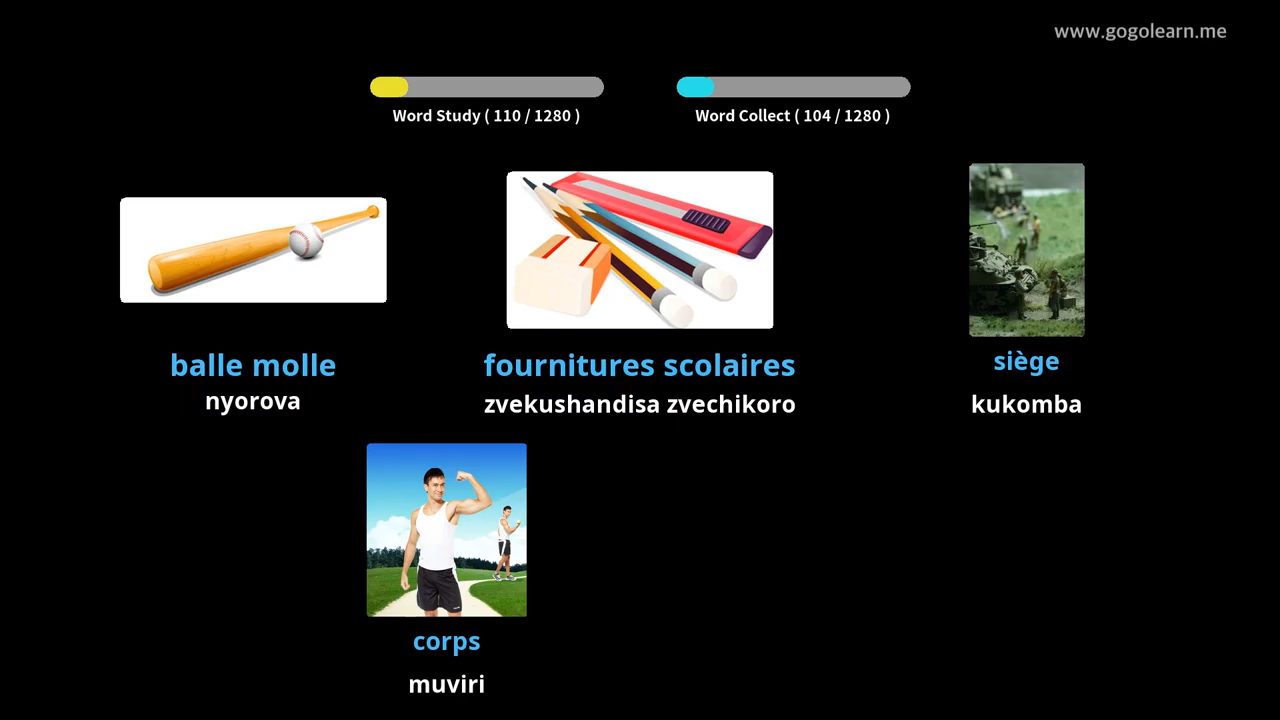 www.gogolearn.me
Word Study ( 110 / 1280 )
Word Collect ( 104 / 1280 )
balle molle
nyorova
fournitures scolaires
zvekushandisa zvechikoro
siège
kukomba
corps
muviri